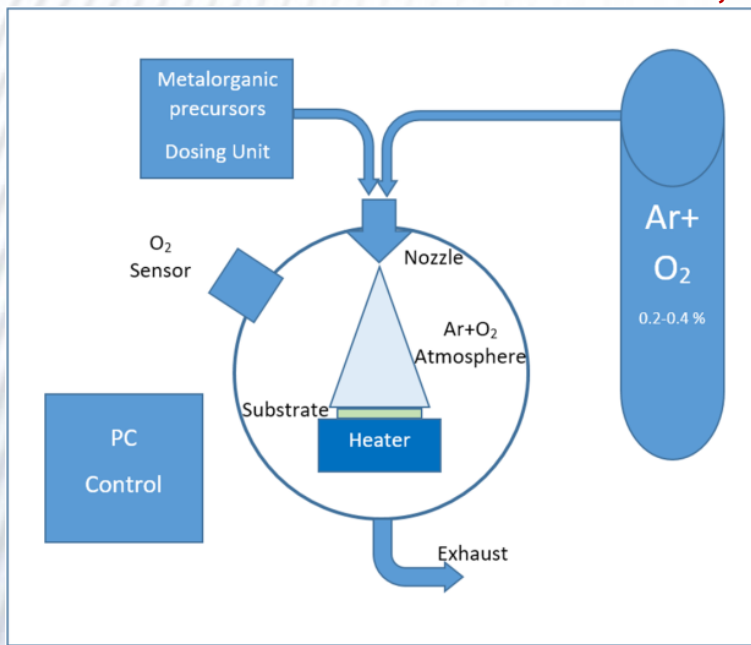 Metalorganic
precursors
Dosing Unit
Ar+
O₂
0.2-0.4 %
O₂
Sensor
Nozzle
Ar+O₂
Atmosphere
Substrate
Heater
PC
Control
Exhaust